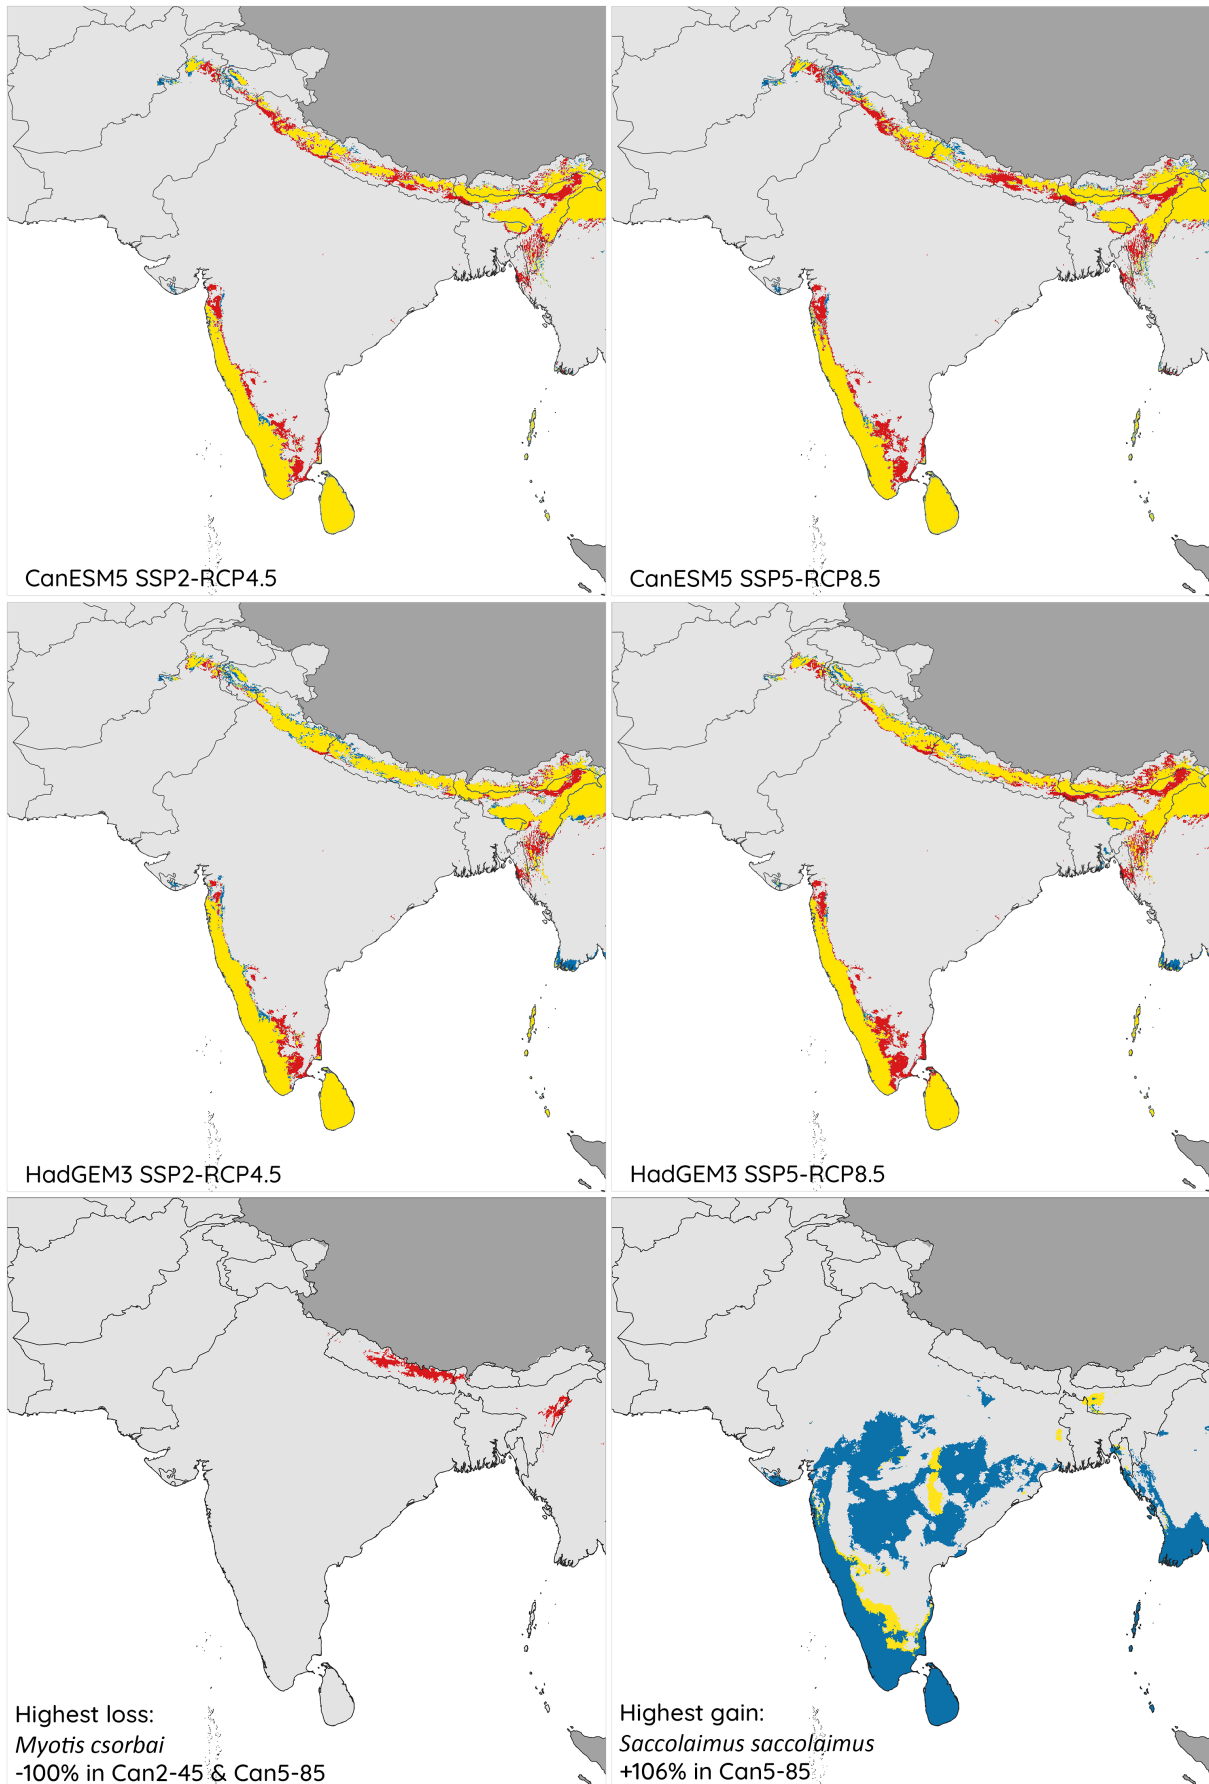 CanESM5 SSP2-RCP4.5
CanESM5 SSP5-RCP8.5
HadGEM3 SSP2-RCP4.5
HadGEM3 SSP5-RCP8.5
Highest loss:
Myotis csorbai
-100% in Can2-45 & Can5-85
Highest gain:
Saccolaimus saccolaimus
+106% in Can5-85